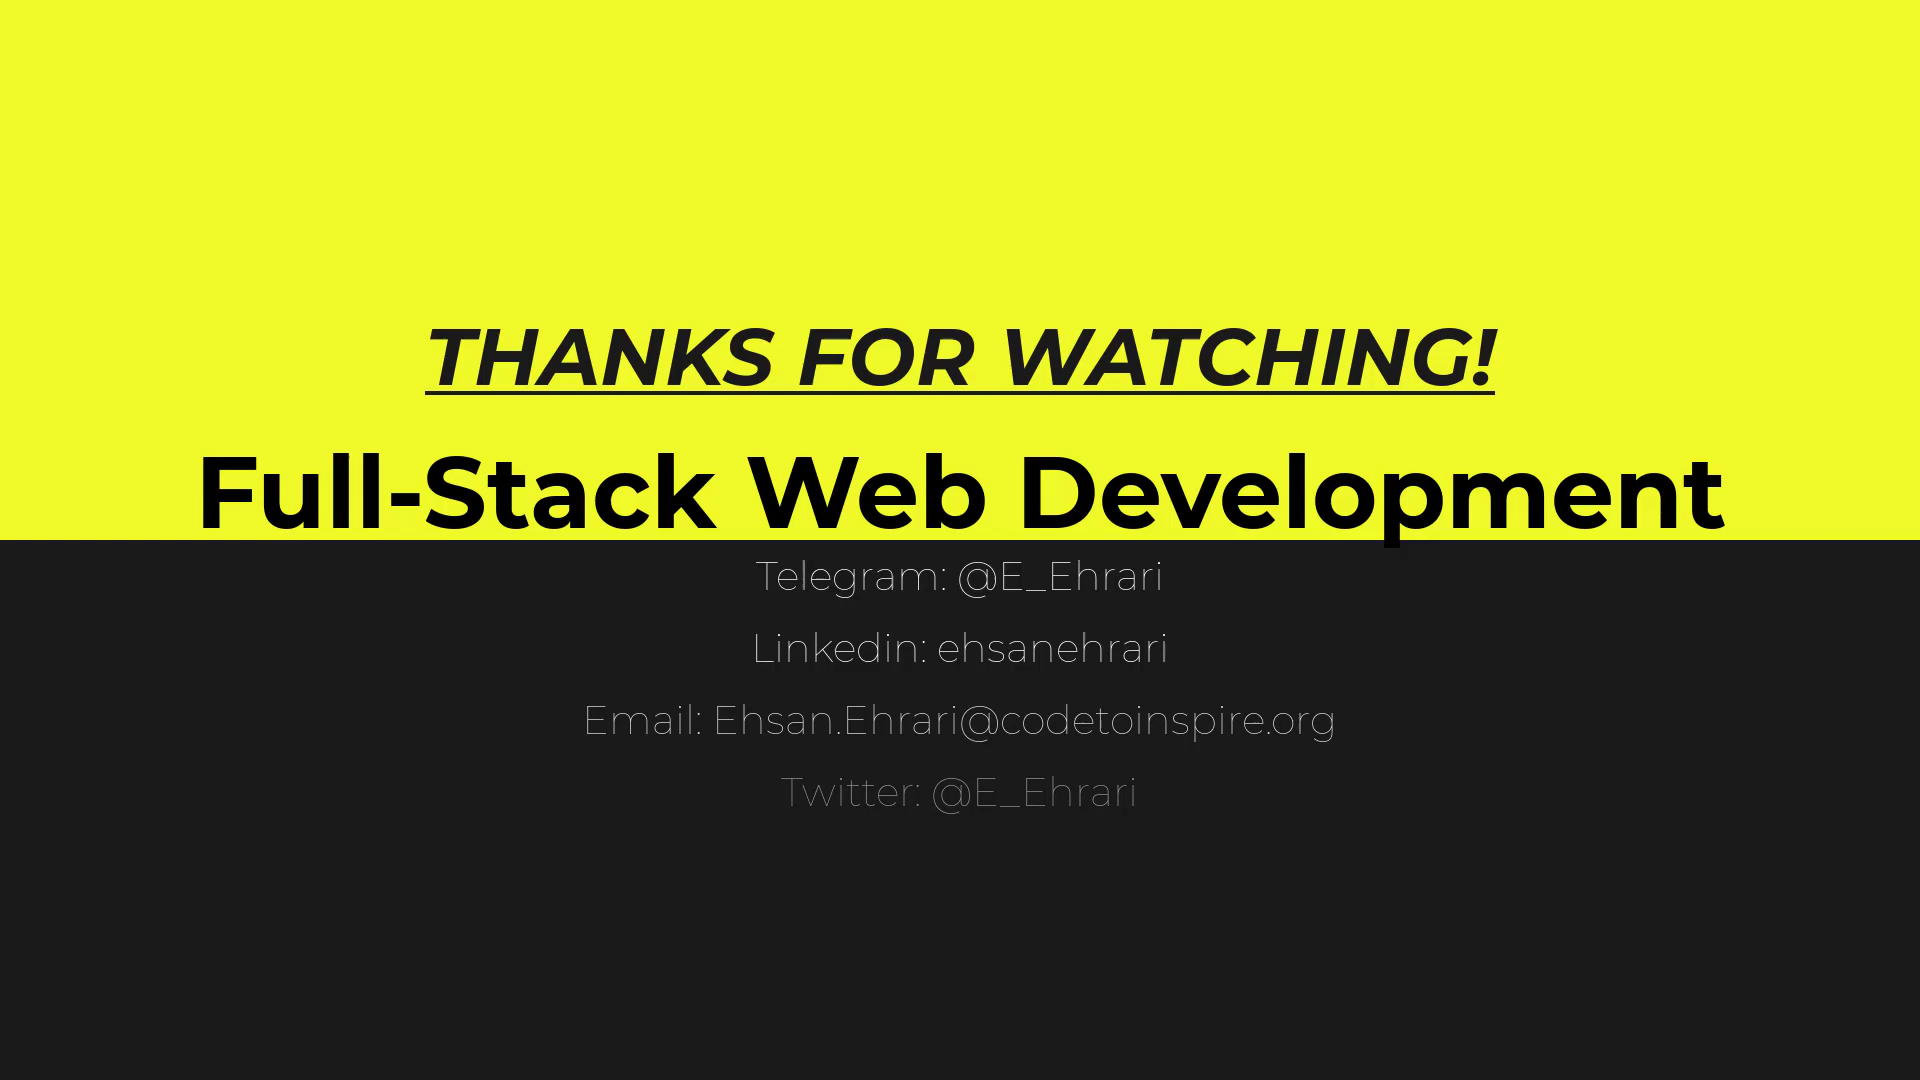 THANKS FOR WATCHING!
Full-Stack Web Development
Telegram: @E_Ehrari
Linkedin: ehsanehrari
Email: Ehsan.Ehrari@codetoinspire.org
Twitter: @E_Ehrari